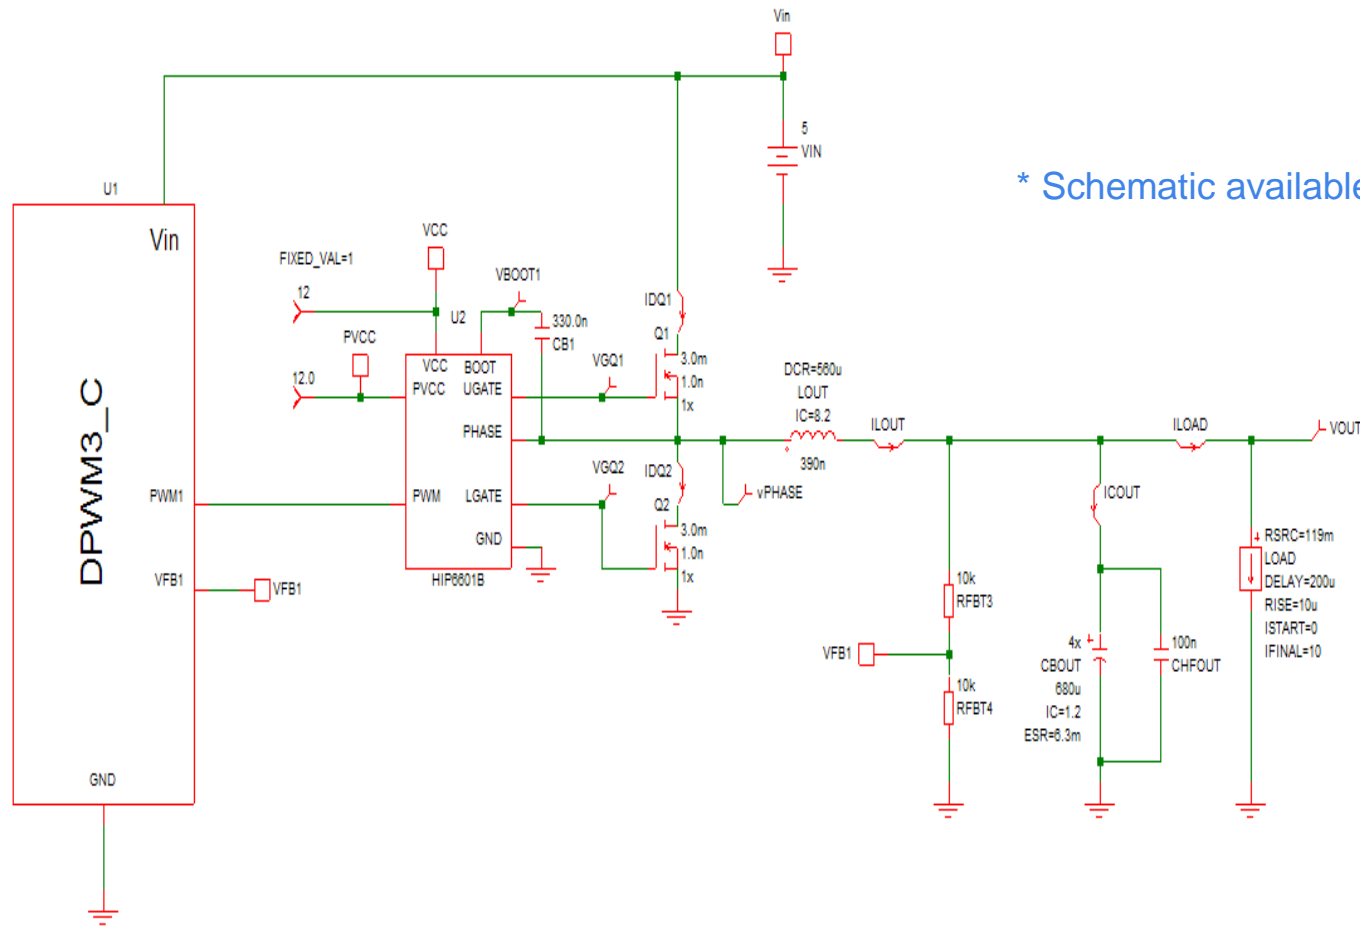 Vin
5
VIN
* Schematic available
U1
Vin
VCC
FIXED_VAL=1
12
VBOOT1
U2
IDQ1
330.0n
CB1
PVCC
Q1
VCC
BOOT
VGQ1
3.0m
12.0
PVCC
UGATE
1.0n
1x
DCR=560u
LOUT
IC=8.2
ILOUT
ILOAD
VOUT
PHASE
390n
DPWM3_C
VGQ2
IDQ2
vPHASE
PWM1
PWM
LGATE
Q2
ICOUT
GND
3.0m
1.0n
1x
HIP6601B
VFB1
VFB1
RSRC=119m
LOAD
DELAY=200u
RISE=10u
ISTART=0
IFINAL=10
10k
RFBT3
VFB1
4x
CBOUT
680u
IC=1.2
ESR=6.3m
100n
CHFOUT
10k
RFBT4
GND